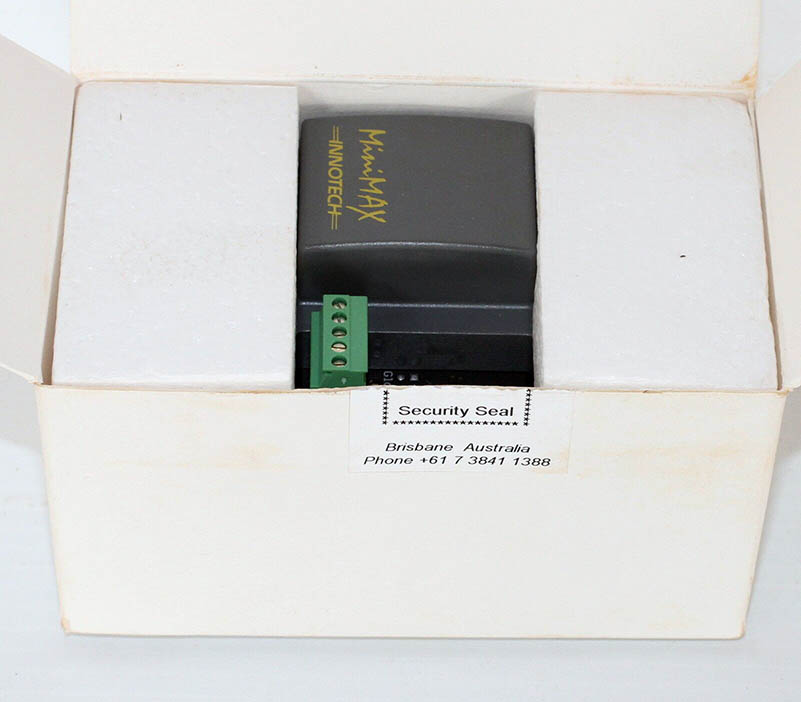 MiniMAX
INNOTECH
Security Seal
********************
Brisbane Australia
Phone +61 7 3841 1388